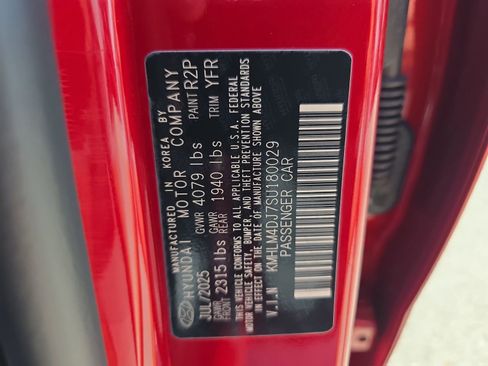 MANUFACTURED IN KOREA BY
HYUNDAI MOTOR COMPANY
JUL/2025 GVWR 4079 lbs PAINT R2P
GAWR FRONT 2315 lbs GAWR REAR 1940 lbs TRIM YFR
THIS VEHICLE CONFORMS TO ALL APPLICABLE U.S.A. FEDERAL
MOTOR VEHICLE SAFETY, BUMPER, AND THEFT PREVENTION STANDARDS
IN EFFECT ON THE DATE OF MANUFACTURE SHOWN ABOVE
V.I.N KMHLM4DJ7SU180029
PASSENGER CAR